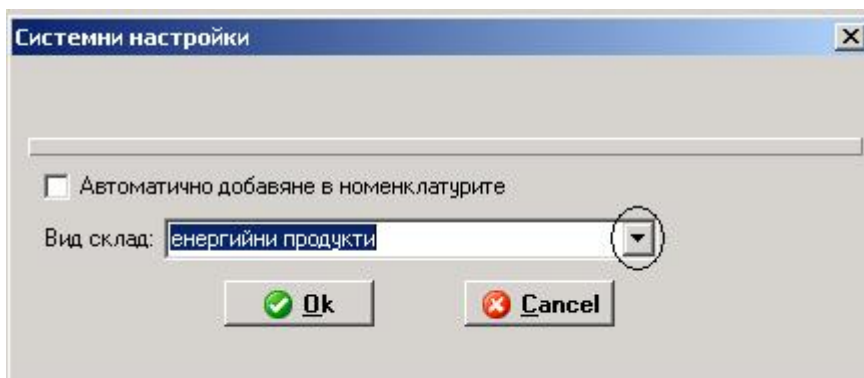 Системни настройки
Автоматично добавяне в номенклатурите
Вид склад: енергийни продукти
Ok Cancel